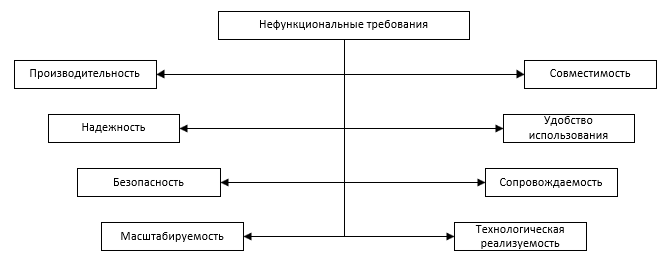 Нефункциональные требования
Производительность
Совместимость
Надежность
Удобство
использования
Безопасность
Сопровождаемость
Масштабируемость
Технологическая
реализуемость